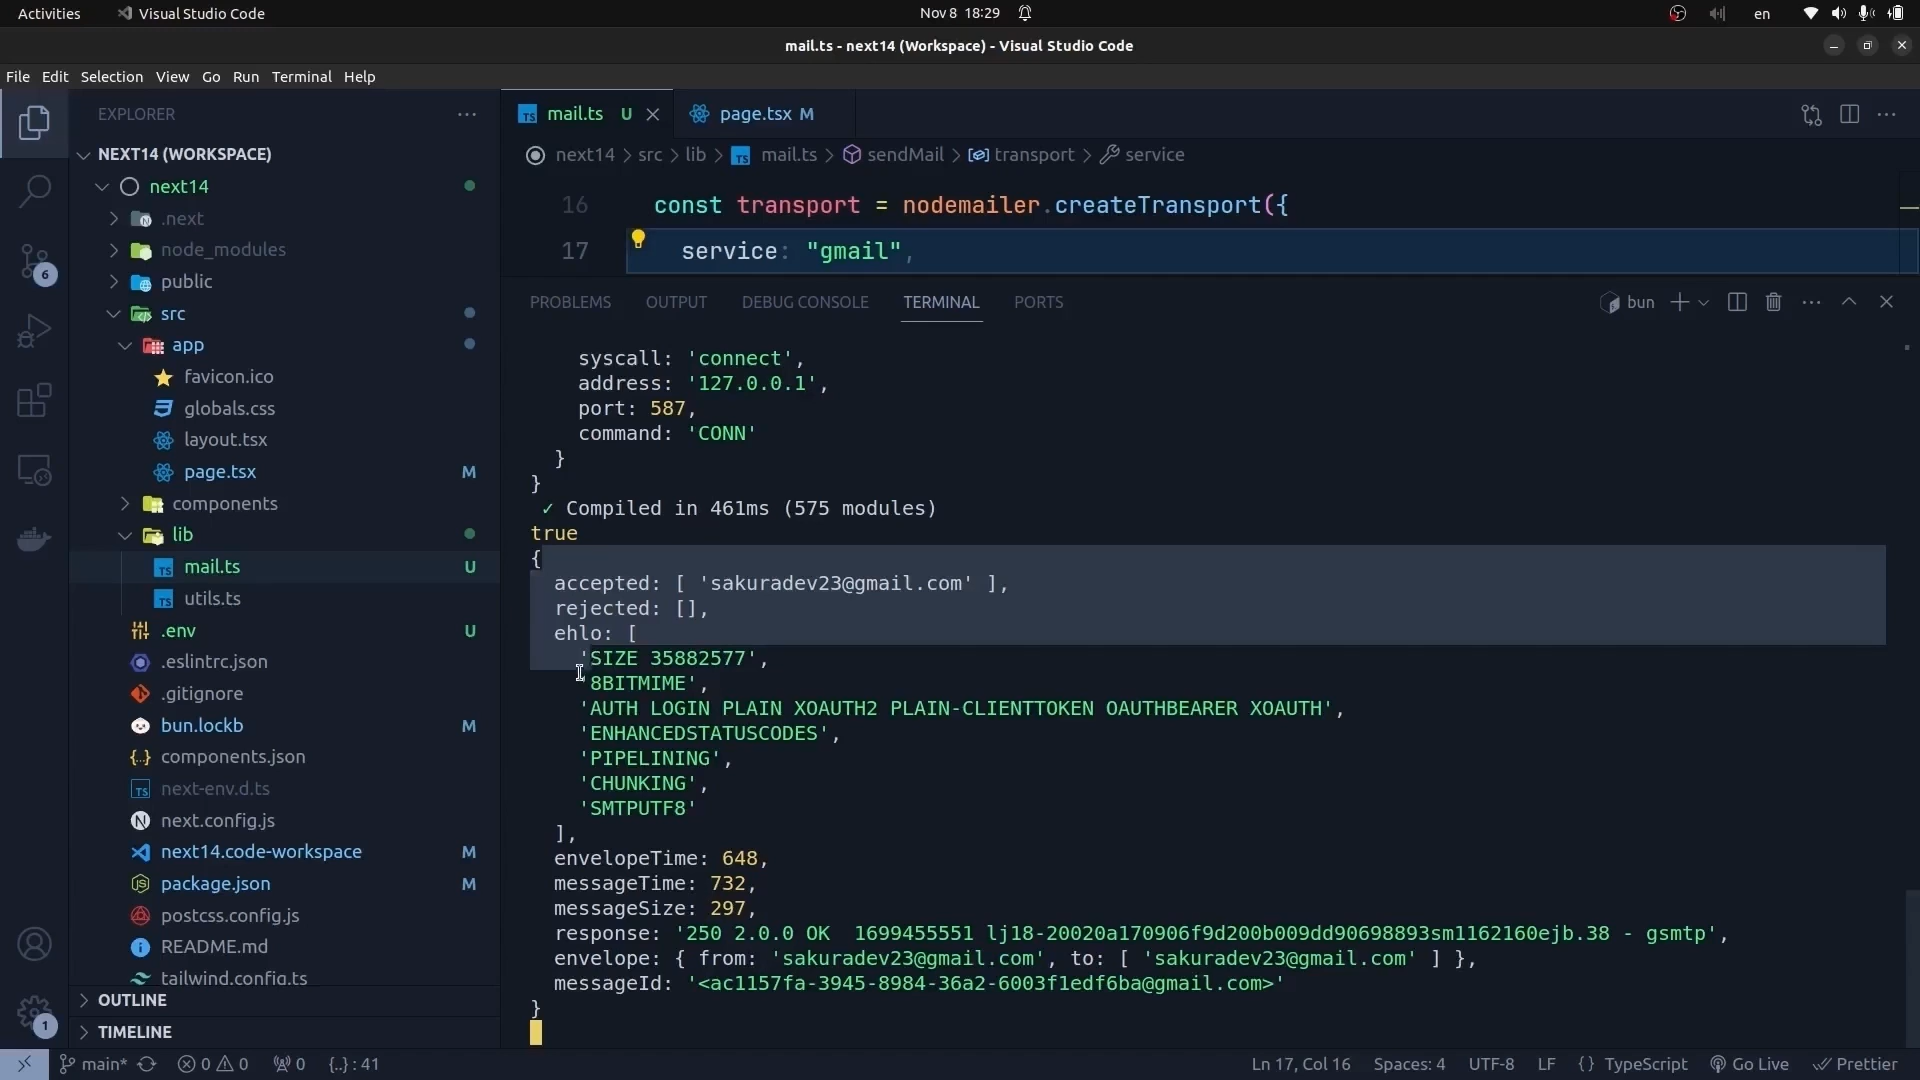 Activities
Visual Studio Code
Nov 8 18:29
en
mail.ts - next14 (Workspace) - Visual Studio Code
File Edit Selection View Go Run Terminal Help
EXPLORER
NEXT14 (WORKSPACE)
next14
.next
node_modules
public
src
app
favicon.ico
globals.css
layout.tsx
page.tsx M
components
lib
mail.ts U
utils.ts
.env U
.eslintrc.json
.gitignore
bun.lockb M
components.json
next-env.d.ts
next.config.js
next14.code-workspace M
package.json M
postcss.config.js
README.md
tailwind.config.ts
OUTLINE
TIMELINE
6
1
mail.ts U
page.tsx M
next14 > src > lib > mail.ts > sendMail > transport > service
16 const transport = nodemailer.createTransport({
17 service: "gmail",
PROBLEMS OUTPUT DEBUG CONSOLE TERMINAL PORTS
bun
syscall: 'connect',
address: '127.0.0.1',
port: 587,
command: 'CONN'
}
}
✓ Compiled in 461ms (575 modules)
true
{
accepted: [ 'sakuradev23@gmail.com' ],
rejected: [],
ehlo: [
'SIZE 35882577',
'8BITMIME',
'AUTH LOGIN PLAIN XOAUTH2 PLAIN-CLIENTTOKEN OAUTHBEARER XOAUTH',
'ENHANCEDSTATUSCODES',
'PIPELINING',
'CHUNKING',
'SMTPUTF8'
],
envelopeTime: 648,
messageTime: 732,
messageSize: 297,
response: '250 2.0.0 OK  1699455551 lj18-20020a170906f9d200b009dd90698893sm1162160ejb.38 - gsmtp',
envelope: { from: 'sakuradev23@gmail.com', to: [ 'sakuradev23@gmail.com' ] },
messageId: '<ac1157fa-3945-8984-36a2-6003f1edf6ba@gmail.com>'
}
main* 0 0 0 {..} : 41
Ln 17, Col 16 Spaces: 4 UTF-8 LF {} TypeScript Go Live Prettier